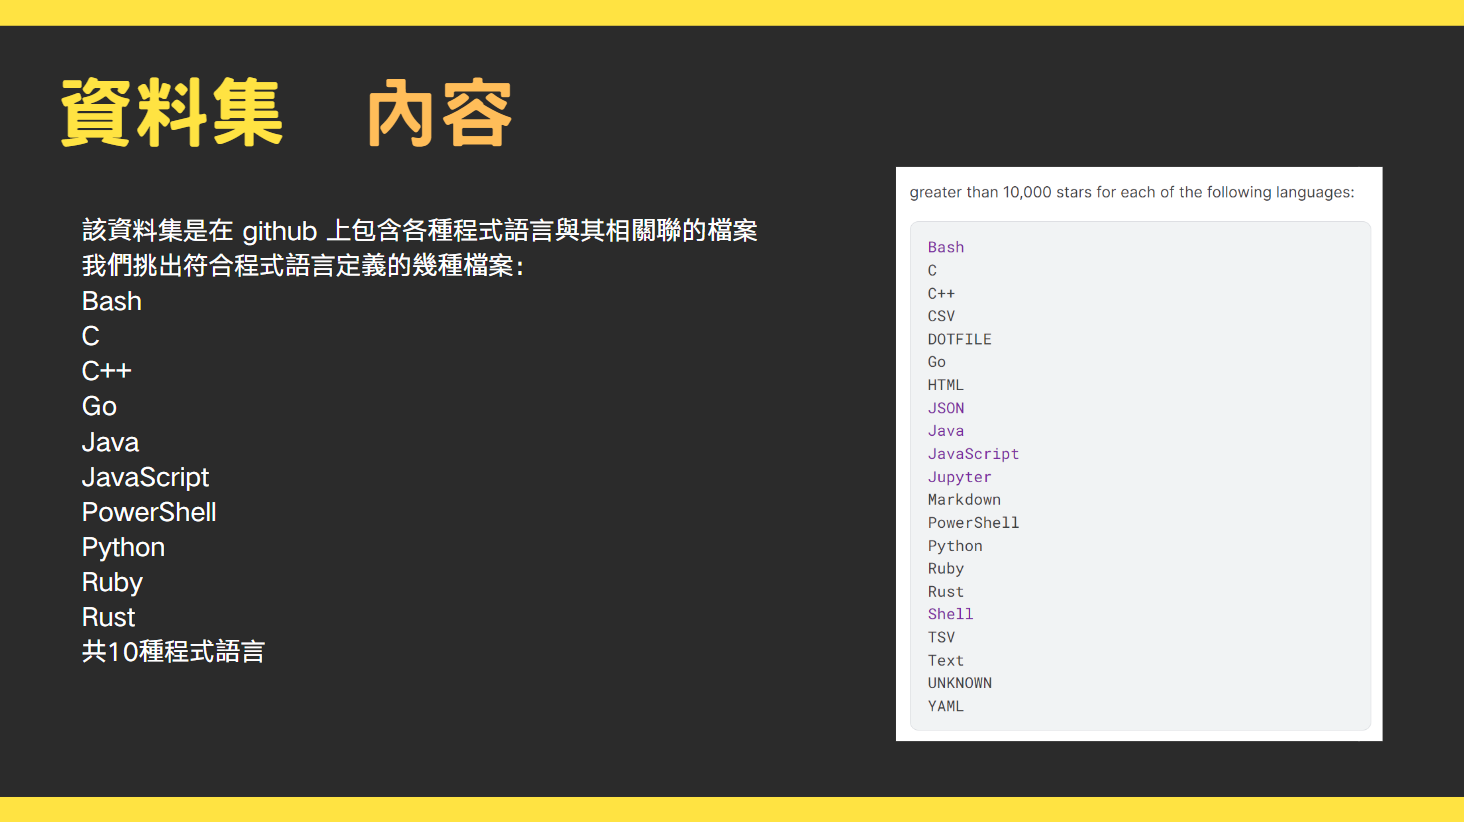 資料集 內容
該資料集是在 github 上包含各種程式語言與其相關聯的檔案
我們挑出符合程式語言定義的幾種檔案:
Bash
C
C++
Go
Java
JavaScript
PowerShell
Python
Ruby
Rust
共10種程式語言
greater than 10,000 stars for each of the following languages:
Bash
C
C++
CSV
DOTFILE
Go
HTML
JSON
Java
JavaScript
Jupyter
Markdown
PowerShell
Python
Ruby
Rust
Shell
TSV
Text
UNKNOWN
YAML